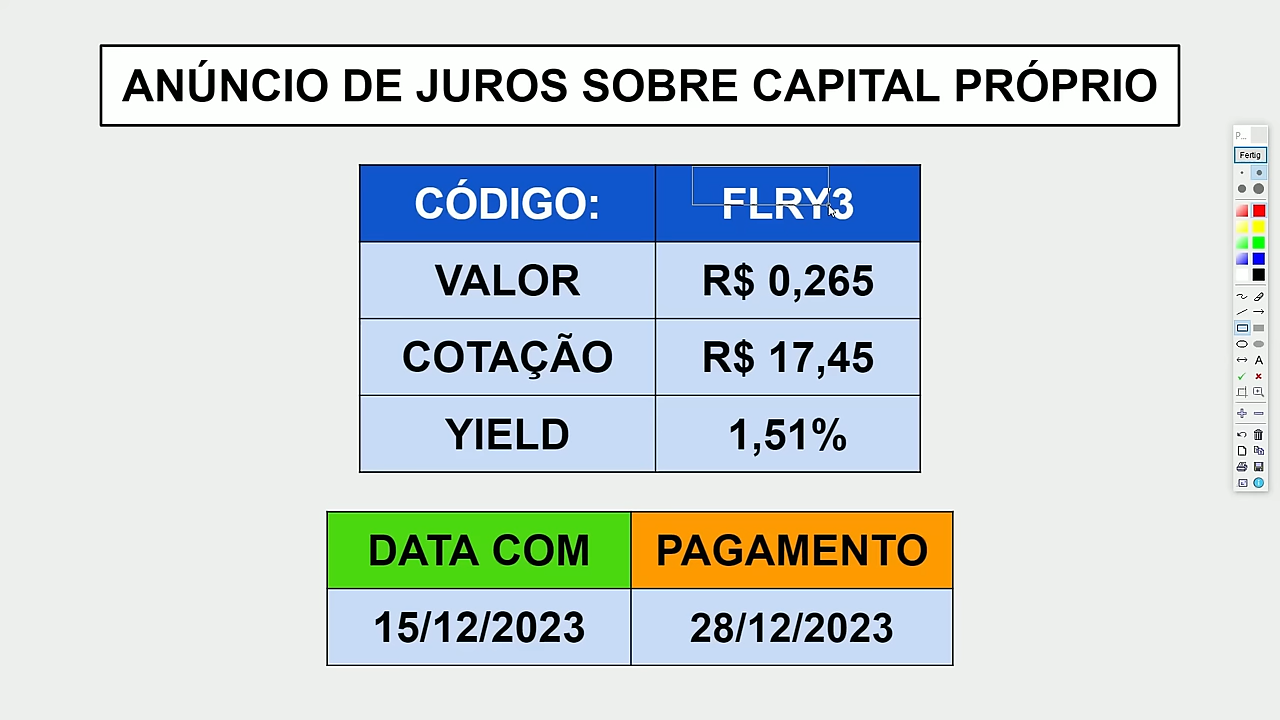 ANÚNCIO DE JUROS SOBRE CAPITAL PRÓPRIO
CÓDIGO: FLRY3
VALOR R$ 0,265
COTAÇÃO R$ 17,45
YIELD 1,51%
DATA COM PAGAMENTO
15/12/2023 28/12/2023
P...
Fertig
A